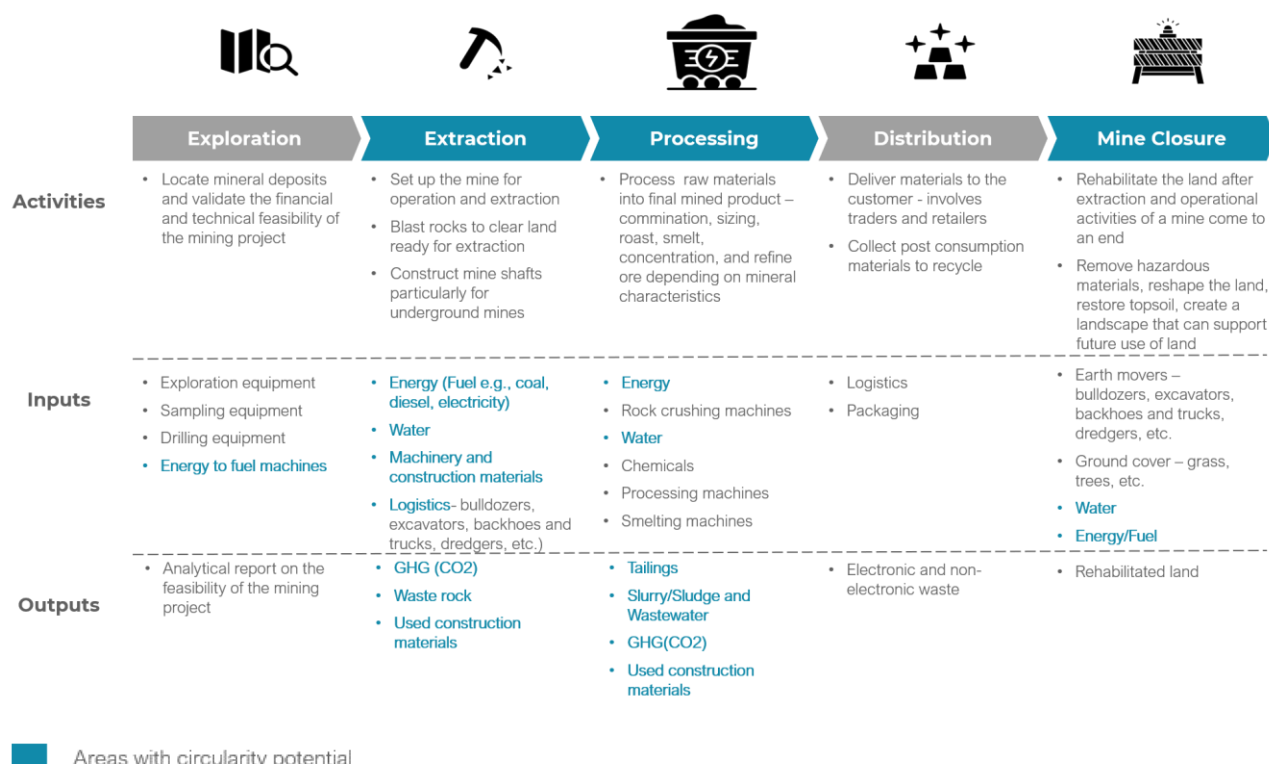 Exploration
Extraction
Processing
Distribution
Mine Closure
Activities
• Locate mineral deposits
and validate the financial
and technical feasibility of
the mining project
• Set up the mine for
operation and extraction
• Blast rocks to clear land
ready for extraction
• Construct mine shafts
particularly for
underground mines
• Process raw materials
into final mined product –
commination, sizing,
roast, smelt,
concentration, and refine
ore depending on mineral
characteristics
• Deliver materials to the
customer - involves
traders and retailers
• Collect post consumption
materials to recycle
• Rehabilitate the land after
extraction and operational
activities of a mine come to
an end
• Remove hazardous
materials, reshape the land,
restore topsoil, create a
landscape that can support
future use of land
Inputs
• Exploration equipment
• Sampling equipment
• Drilling equipment
• Energy to fuel machines
• Energy (Fuel e.g., coal,
diesel, electricity)
• Water
• Machinery and
construction materials
• Logistics- bulldozers,
excavators, backhoes and
trucks, dredgers, etc.)
• Energy
• Rock crushing machines
• Water
• Chemicals
• Processing machines
• Smelting machines
• Logistics
• Packaging
• Earth movers –
bulldozers, excavators,
backhoes and trucks,
dredgers, etc.
• Ground cover – grass,
trees, etc.
• Water
• Energy/Fuel
Outputs
• Analytical report on the
feasibility of the mining
project
• GHG (CO2)
• Waste rock
• Used construction
materials
• Tailings
• Slurry/Sludge and
Wastewater
• GHG(CO2)
• Used construction
materials
• Electronic and non-
electronic waste
• Rehabilitated land
Areas with circularity potential